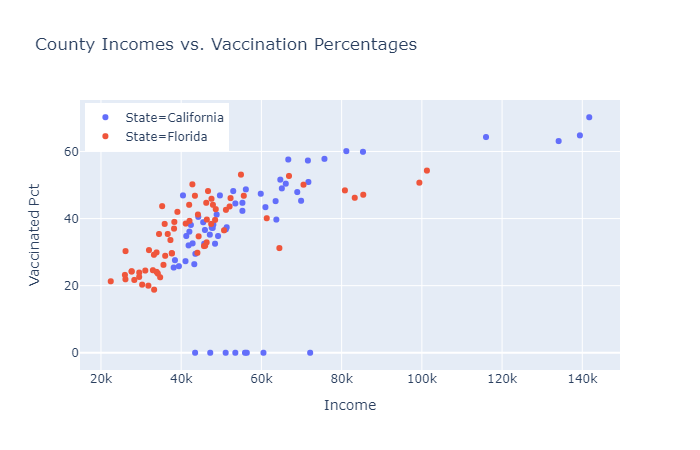 County Incomes vs. Vaccination Percentages
State=California
State=Florida
60
40
20
0
Vaccinated Pct
20k 40k 60k 80k 100k 120k 140k
Income